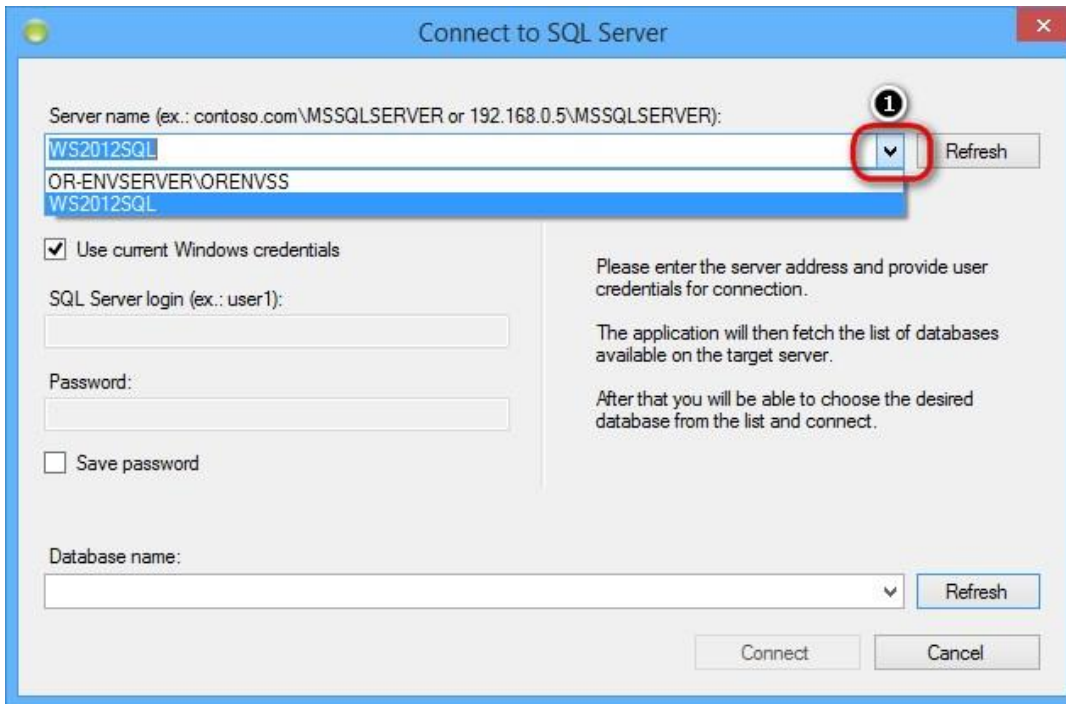 Connect to SQL Server
Server name (ex.: contoso.com\MSSQLSERVER or 192.168.0.5\MSSQLSERVER):
1
WS2012SQL
Refresh
OR-ENVSERVER\ORENVSS
WS2012SQL
Use current Windows credentials
SQL Server login (ex.: user1):
Password:
Save password
Please enter the server address and provide user
credentials for connection.
The application will then fetch the list of databases
available on the target server.
After that you will be able to choose the desired
database from the list and connect.
Database name:
Refresh
Connect
Cancel